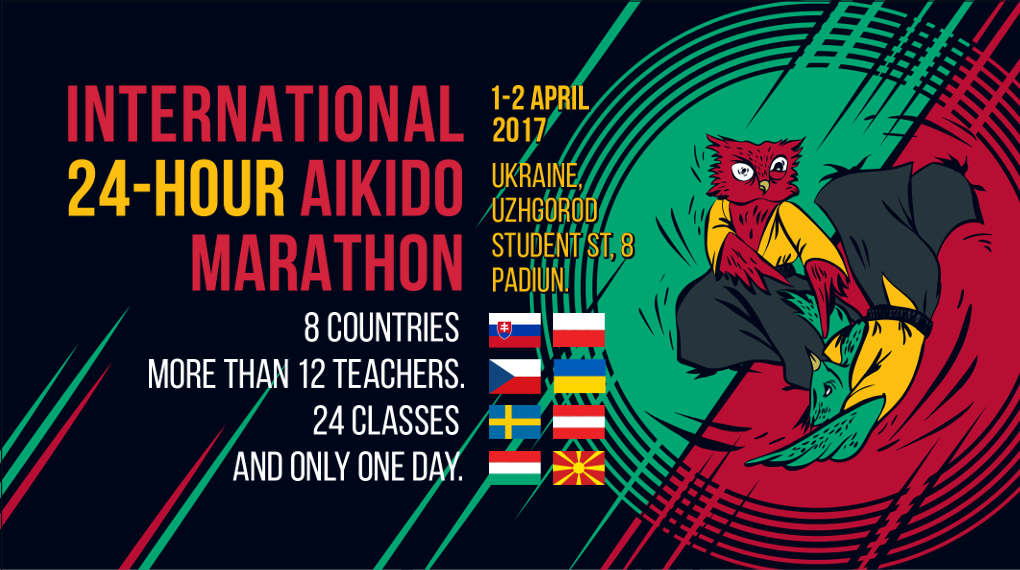 INTERNATIONAL
24-HOUR AIKIDO
MARATHON
1-2 APRIL
2017
UKRAINE,
UZHGOROD
STUDENT ST, 8
PADIUN.
8 COUNTRIES
MORE THAN 12 TEACHERS.
24 CLASSES
AND ONLY ONE DAY.